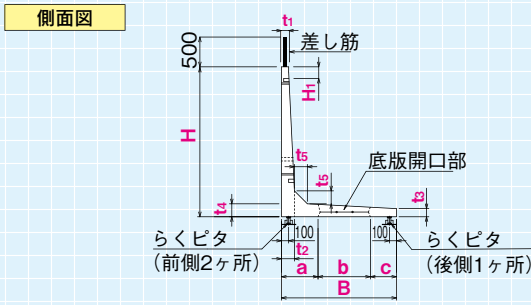 側面図
t1
500
差し筋
H1
H
t5
t5
底版開口部
t4
t3
100
100
らくピタ
(前側2ヶ所)
t2
らくピタ
(後側1ヶ所)
a
b
c
B